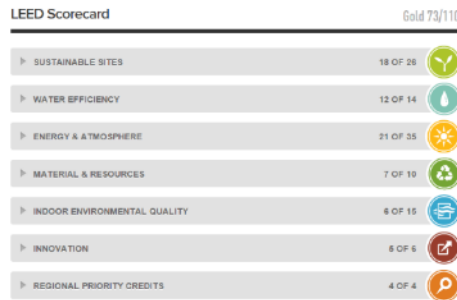 LEED Scorecard
Gold 73/110
SUSTAINABLE SITES 18 OF 26
WATER EFFICIENCY 12 OF 14
ENERGY & ATMOSPHERE 21 OF 35
MATERIAL & RESOURCES 7 OF 10
INDOOR ENVIRONMENTAL QUALITY 6 OF 15
INNOVATION 5 OF 6
REGIONAL PRIORITY CREDITS 4 OF 4